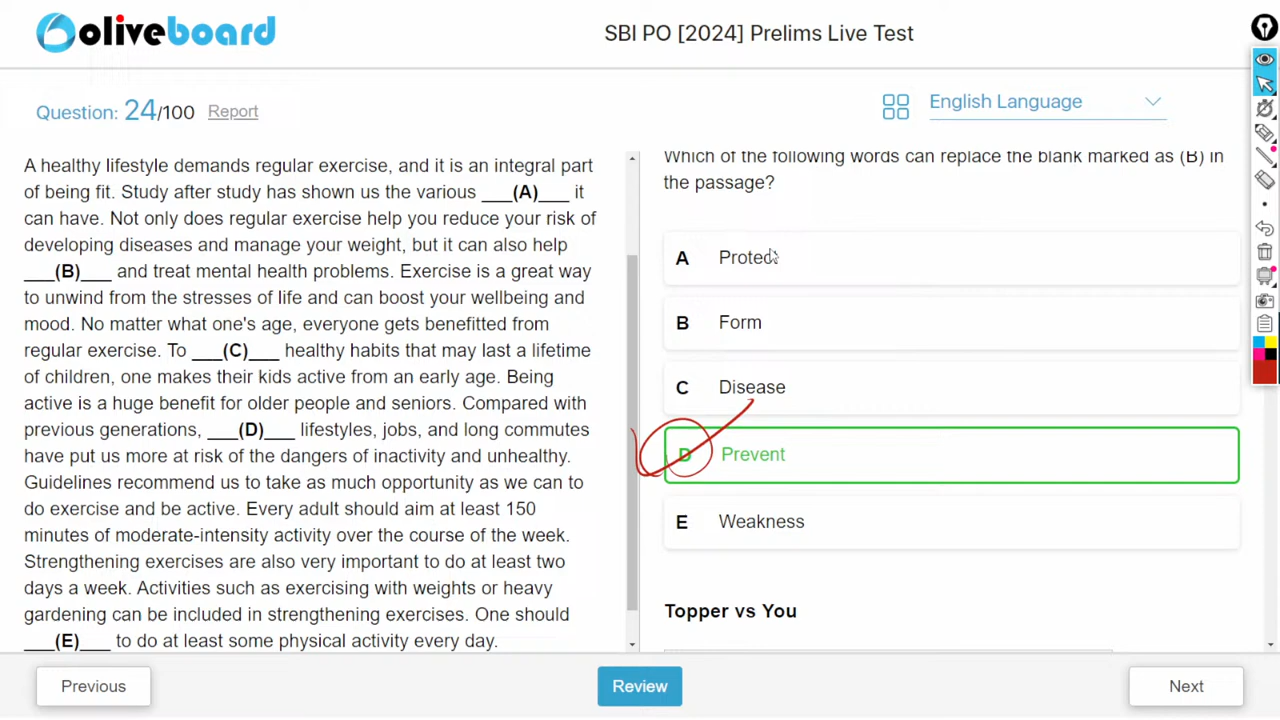 oliveboard
SBI PO [2024] Prelims Live Test
Question: 24/100 Report
English Language
A healthy lifestyle demands regular exercise, and it is an integral part
of being fit. Study after study has shown us the various ___(A)___ it
can have. Not only does regular exercise help you reduce your risk of
developing diseases and manage your weight, but it can also help
___(B)___ and treat mental health problems. Exercise is a great way
to unwind from the stresses of life and can boost your wellbeing and
mood. No matter what one's age, everyone gets benefitted from
regular exercise. To ___(C)___ healthy habits that may last a lifetime
of children, one makes their kids active from an early age. Being
active is a huge benefit for older people and seniors. Compared with
previous generations, ___(D)___ lifestyles, jobs, and long commutes
have put us more at risk of the dangers of inactivity and unhealthy.
Guidelines recommend us to take as much opportunity as we can to
do exercise and be active. Every adult should aim at least 150
minutes of moderate-intensity activity over the course of the week.
Strengthening exercises are also very important to do at least two
days a week. Activities such as exercising with weights or heavy
gardening can be included in strengthening exercises. One should
___(E)___ to do at least some physical activity every day.
Which of the following words can replace the blank marked as (B) in
the passage?
A Protect
B Form
C Disease
D Prevent
E Weakness
Topper vs You
Previous
Review
Next